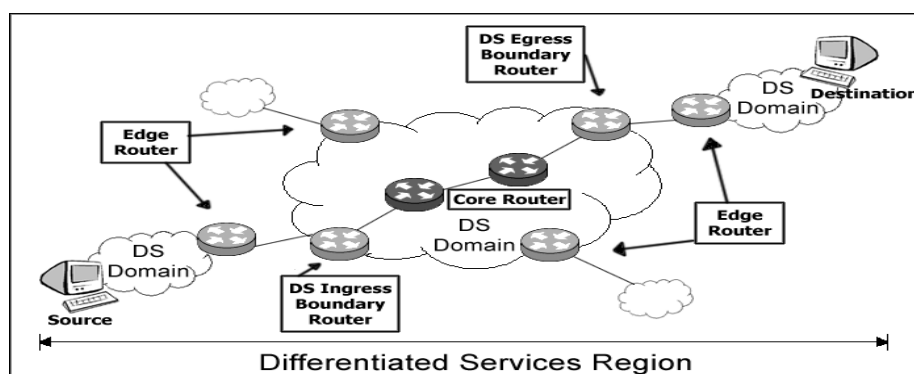 DS Egress
Boundary
Router
DS
Domain
Destination
Edge
Router
Core Router
Edge
Router
DS
Domain
DS
Domain
DS Ingress
Boundary
Router
Source
Differentiated Services Region